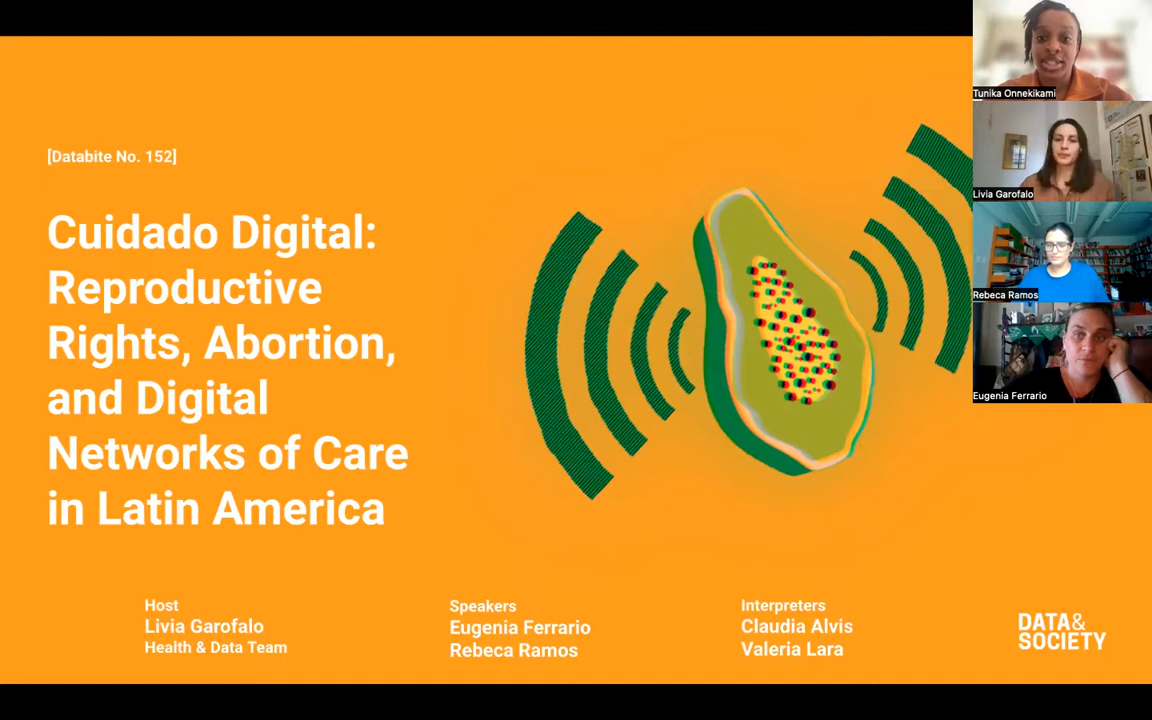 [Databite No. 152]
Cuidado Digital:
Reproductive
Rights, Abortion,
and Digital
Networks of Care
in Latin America
Host
Livia Garofalo
Health & Data Team
Speakers
Eugenia Ferrario
Rebeca Ramos
Interpreters
Claudia Alvis
Valeria Lara
DATA&
SOCIETY
Tunika Onnekikami
Livia Garofalo
Rebeca Ramos
Eugenia Ferrario